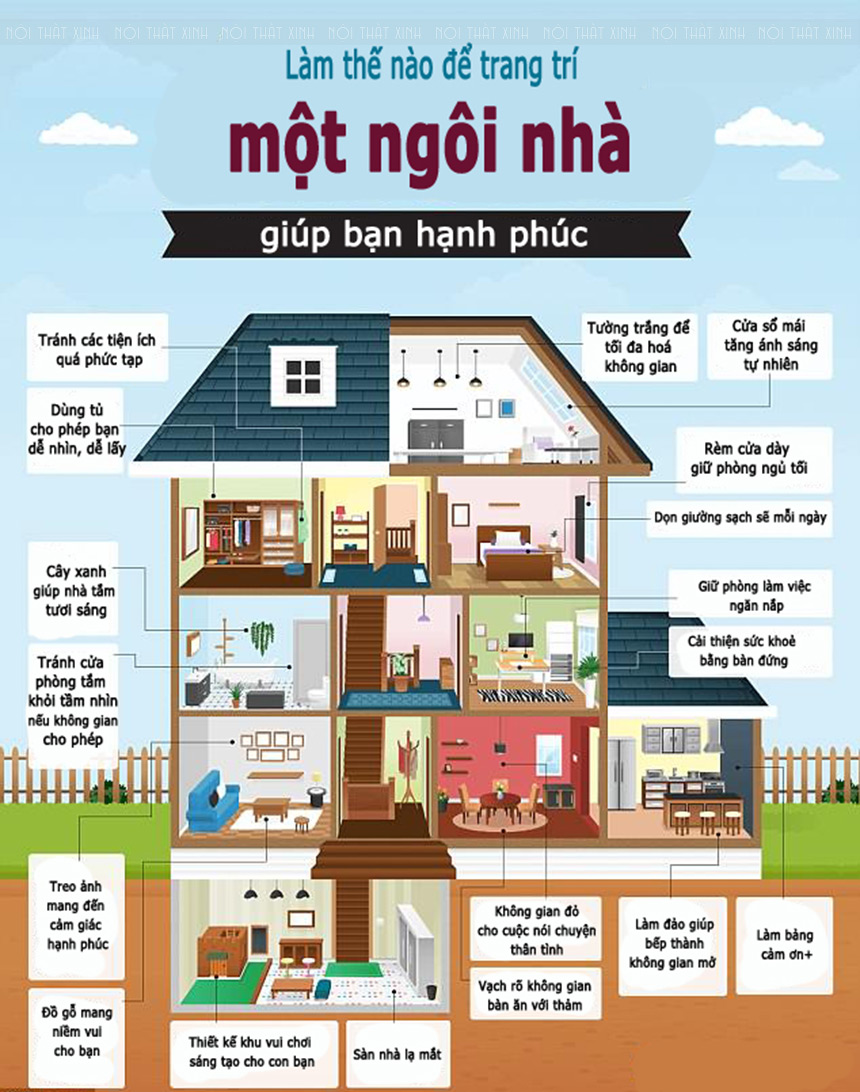 NỘI THẤT XINH NỘI THẤT XINH NỘI THẤT XINH NỘI THẤT XINH NỘI THẤT XINH NỘI THẤT XINH NỘI THẤT XINH NỘI THẤT XINH
Làm thế nào để trang trí
một ngôi nhà
giúp bạn hạnh phúc
Tránh các tiện ích
quá phức tạp
Tường trắng để
tối đa hoá
không gian
Cửa sổ mái
tăng ánh sáng
tự nhiên
Dùng tủ
cho phép bạn
dễ nhìn, dễ lấy
Rèm cửa dày
giữ phòng ngủ tối
Dọn giường sạch sẽ mỗi ngày
Cây xanh
giúp nhà tắm
tươi sáng
Giữ phòng làm việc
ngăn nắp
Cải thiện sức khoẻ
bằng bàn đứng
Tránh cửa
phòng tắm
khỏi tầm nhìn
nếu không gian
cho phép
Treo ảnh
mang đến
cảm giác
hạnh phúc
Không gian đỏ
cho cuộc nói chuyện
thân tình
Làm đảo giúp
bếp thành
không gian mở
Làm bảng
cảm ơn+
Vạch rõ không gian
bàn ăn với thảm
Đồ gỗ mang
niềm vui
cho bạn
Thiết kế khu vui chơi
sáng tạo cho con bạn
Sàn nhà lạ mắt